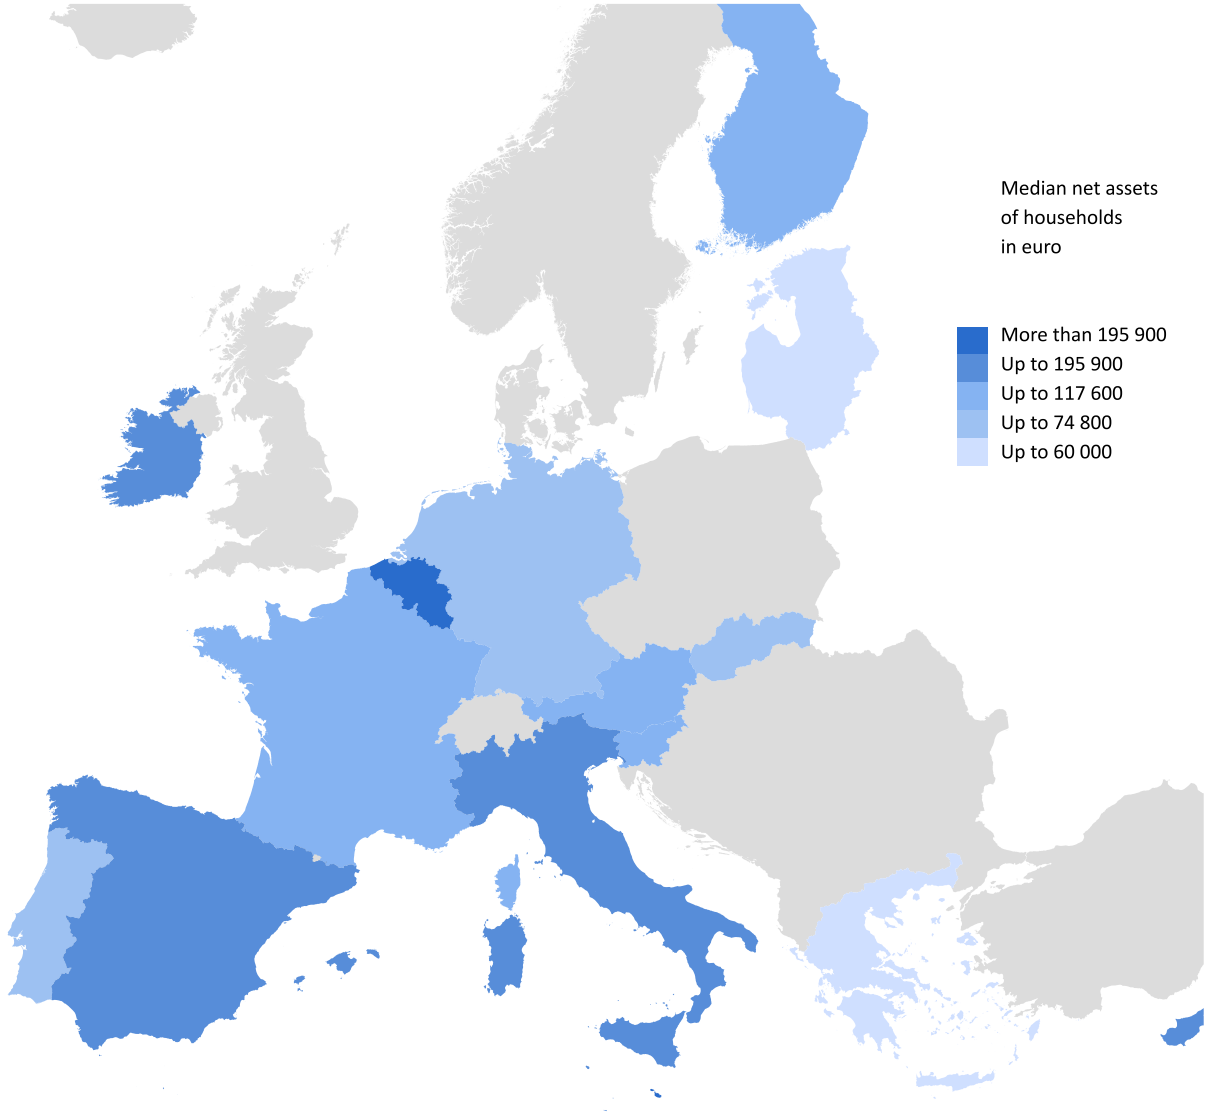 Median net assets
of households
in euro
More than 195 900
Up to 195 900
Up to 117 600
Up to 74 800
Up to 60 000